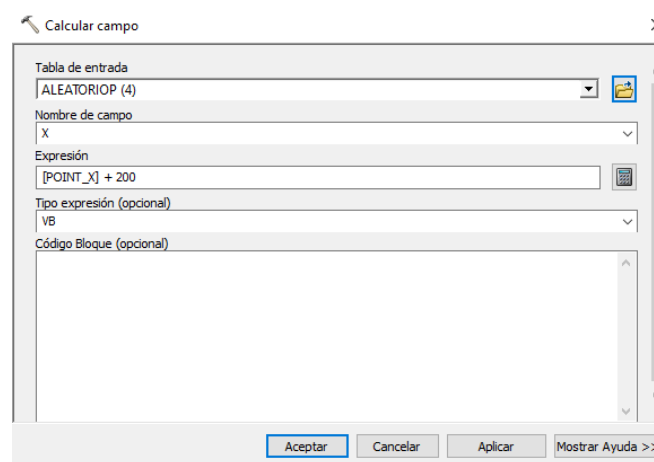 Calcular campo
Tabla de entrada
ALEATORIOP (4)
Nombre de campo
X
Expresión
[POINT_X] + 200
Tipo expresión (opcional)
VB
Código Bloque (opcional)
Aceptar Cancelar Aplicar Mostrar Ayuda >>